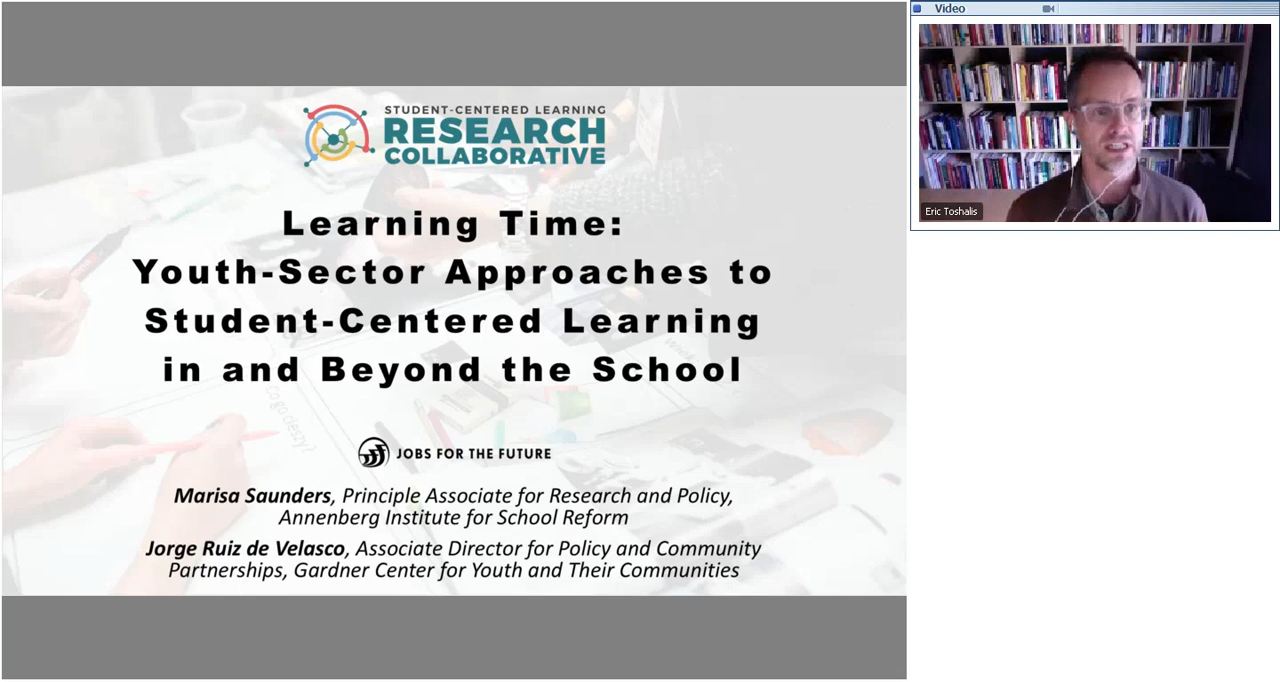 STUDENT-CENTERED LEARNING
RESEARCH
COLLABORATIVE
Learning Time:
Youth-Sector Approaches to
Student-Centered Learning
in and Beyond the School
JOBS FOR THE FUTURE
Marisa Saunders, Principle Associate for Research and Policy,
Annenberg Institute for School Reform
Jorge Ruiz de Velasco, Associate Director for Policy and Community
Partnerships, Gardner Center for Youth and Their Communities
Video
Eric Toshalis